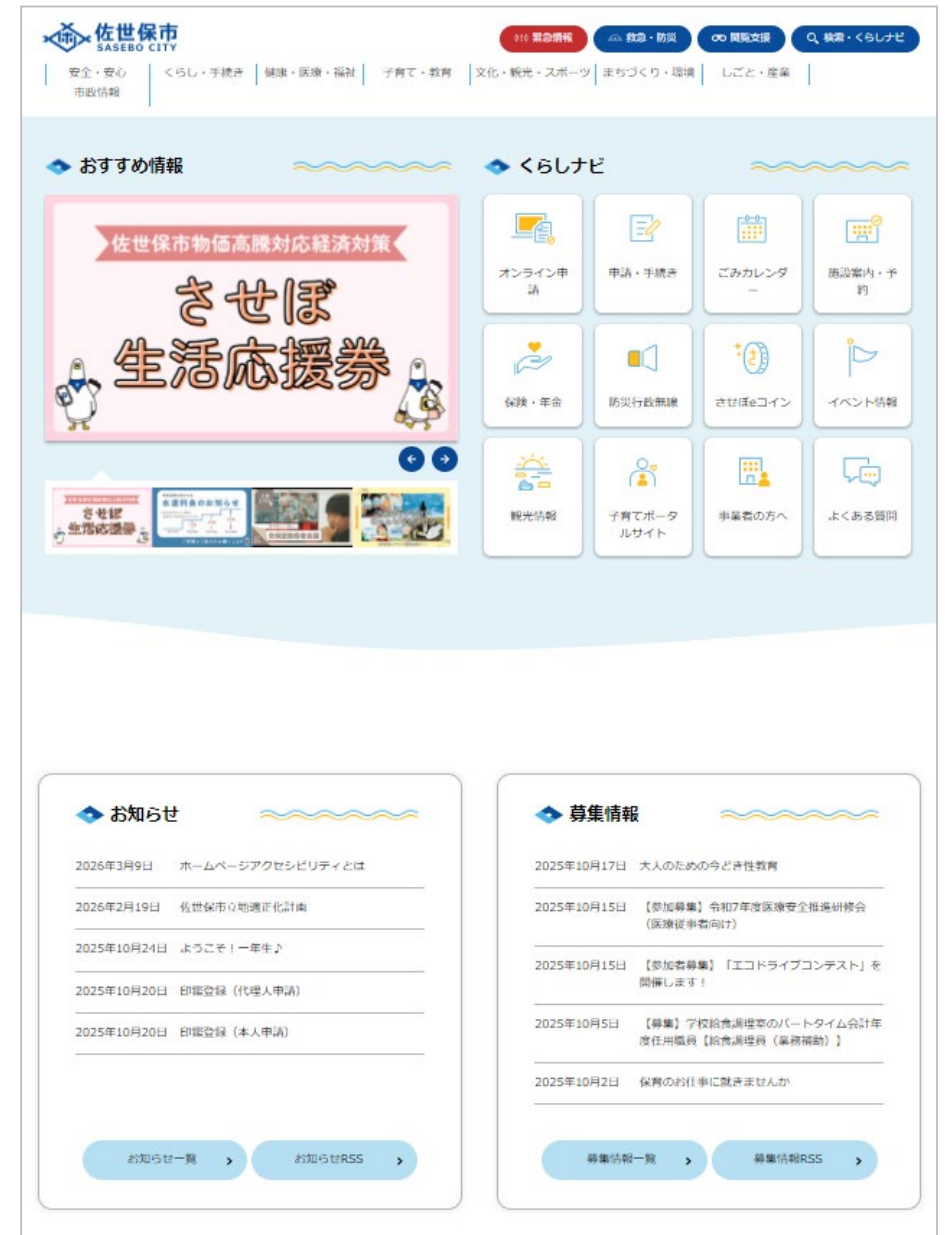 佐世保市
SASEBO CITY
緊急情報
救急・防災
閲覧支援
検索・くらしナビ
安全・安心
くらし・手続き
健康・医療・福祉
子育て・教育
文化・観光・スポーツ
まちづくり・環境
しごと・産業
市政情報
おすすめ情報
佐世保市物価高騰対応経済対策
させぼ
生活応援券
させぼ
生活応援券
水道料金のお知らせ
くらしナビ
オンライン申
請
申請・手続き
ごみカレンダ
ー
施設案内・予
約
保険・年金
防災行政無線
させぼeコイン
イベント情報
観光情報
子育てポータ
ルサイト
事業者の方へ
よくある質問
お知らせ
2026年3月9日 ホームページアクセシビリティとは
2026年2月19日 佐世保市立地適正化計画
2025年10月24日 ようこそ！一年生♪
2025年10月20日 印鑑登録（代理人申請）
2025年10月20日 印鑑登録（本人申請）
お知らせ一覧
お知らせRSS
募集情報
2025年10月17日 大人のための今どき性教育
2025年10月15日 【参加募集】令和7年度医療安全推進研修会
（医療従事者向け）
2025年10月15日 【参加者募集】「エコドライブコンテスト」を
開催します！
2025年10月5日 【募集】学校給食調理室のパートタイム会計年
度任用職員【給食調理員（業務補助）】
2025年10月2日 保育のお仕事に就きませんか
募集情報一覧
募集情報RSS